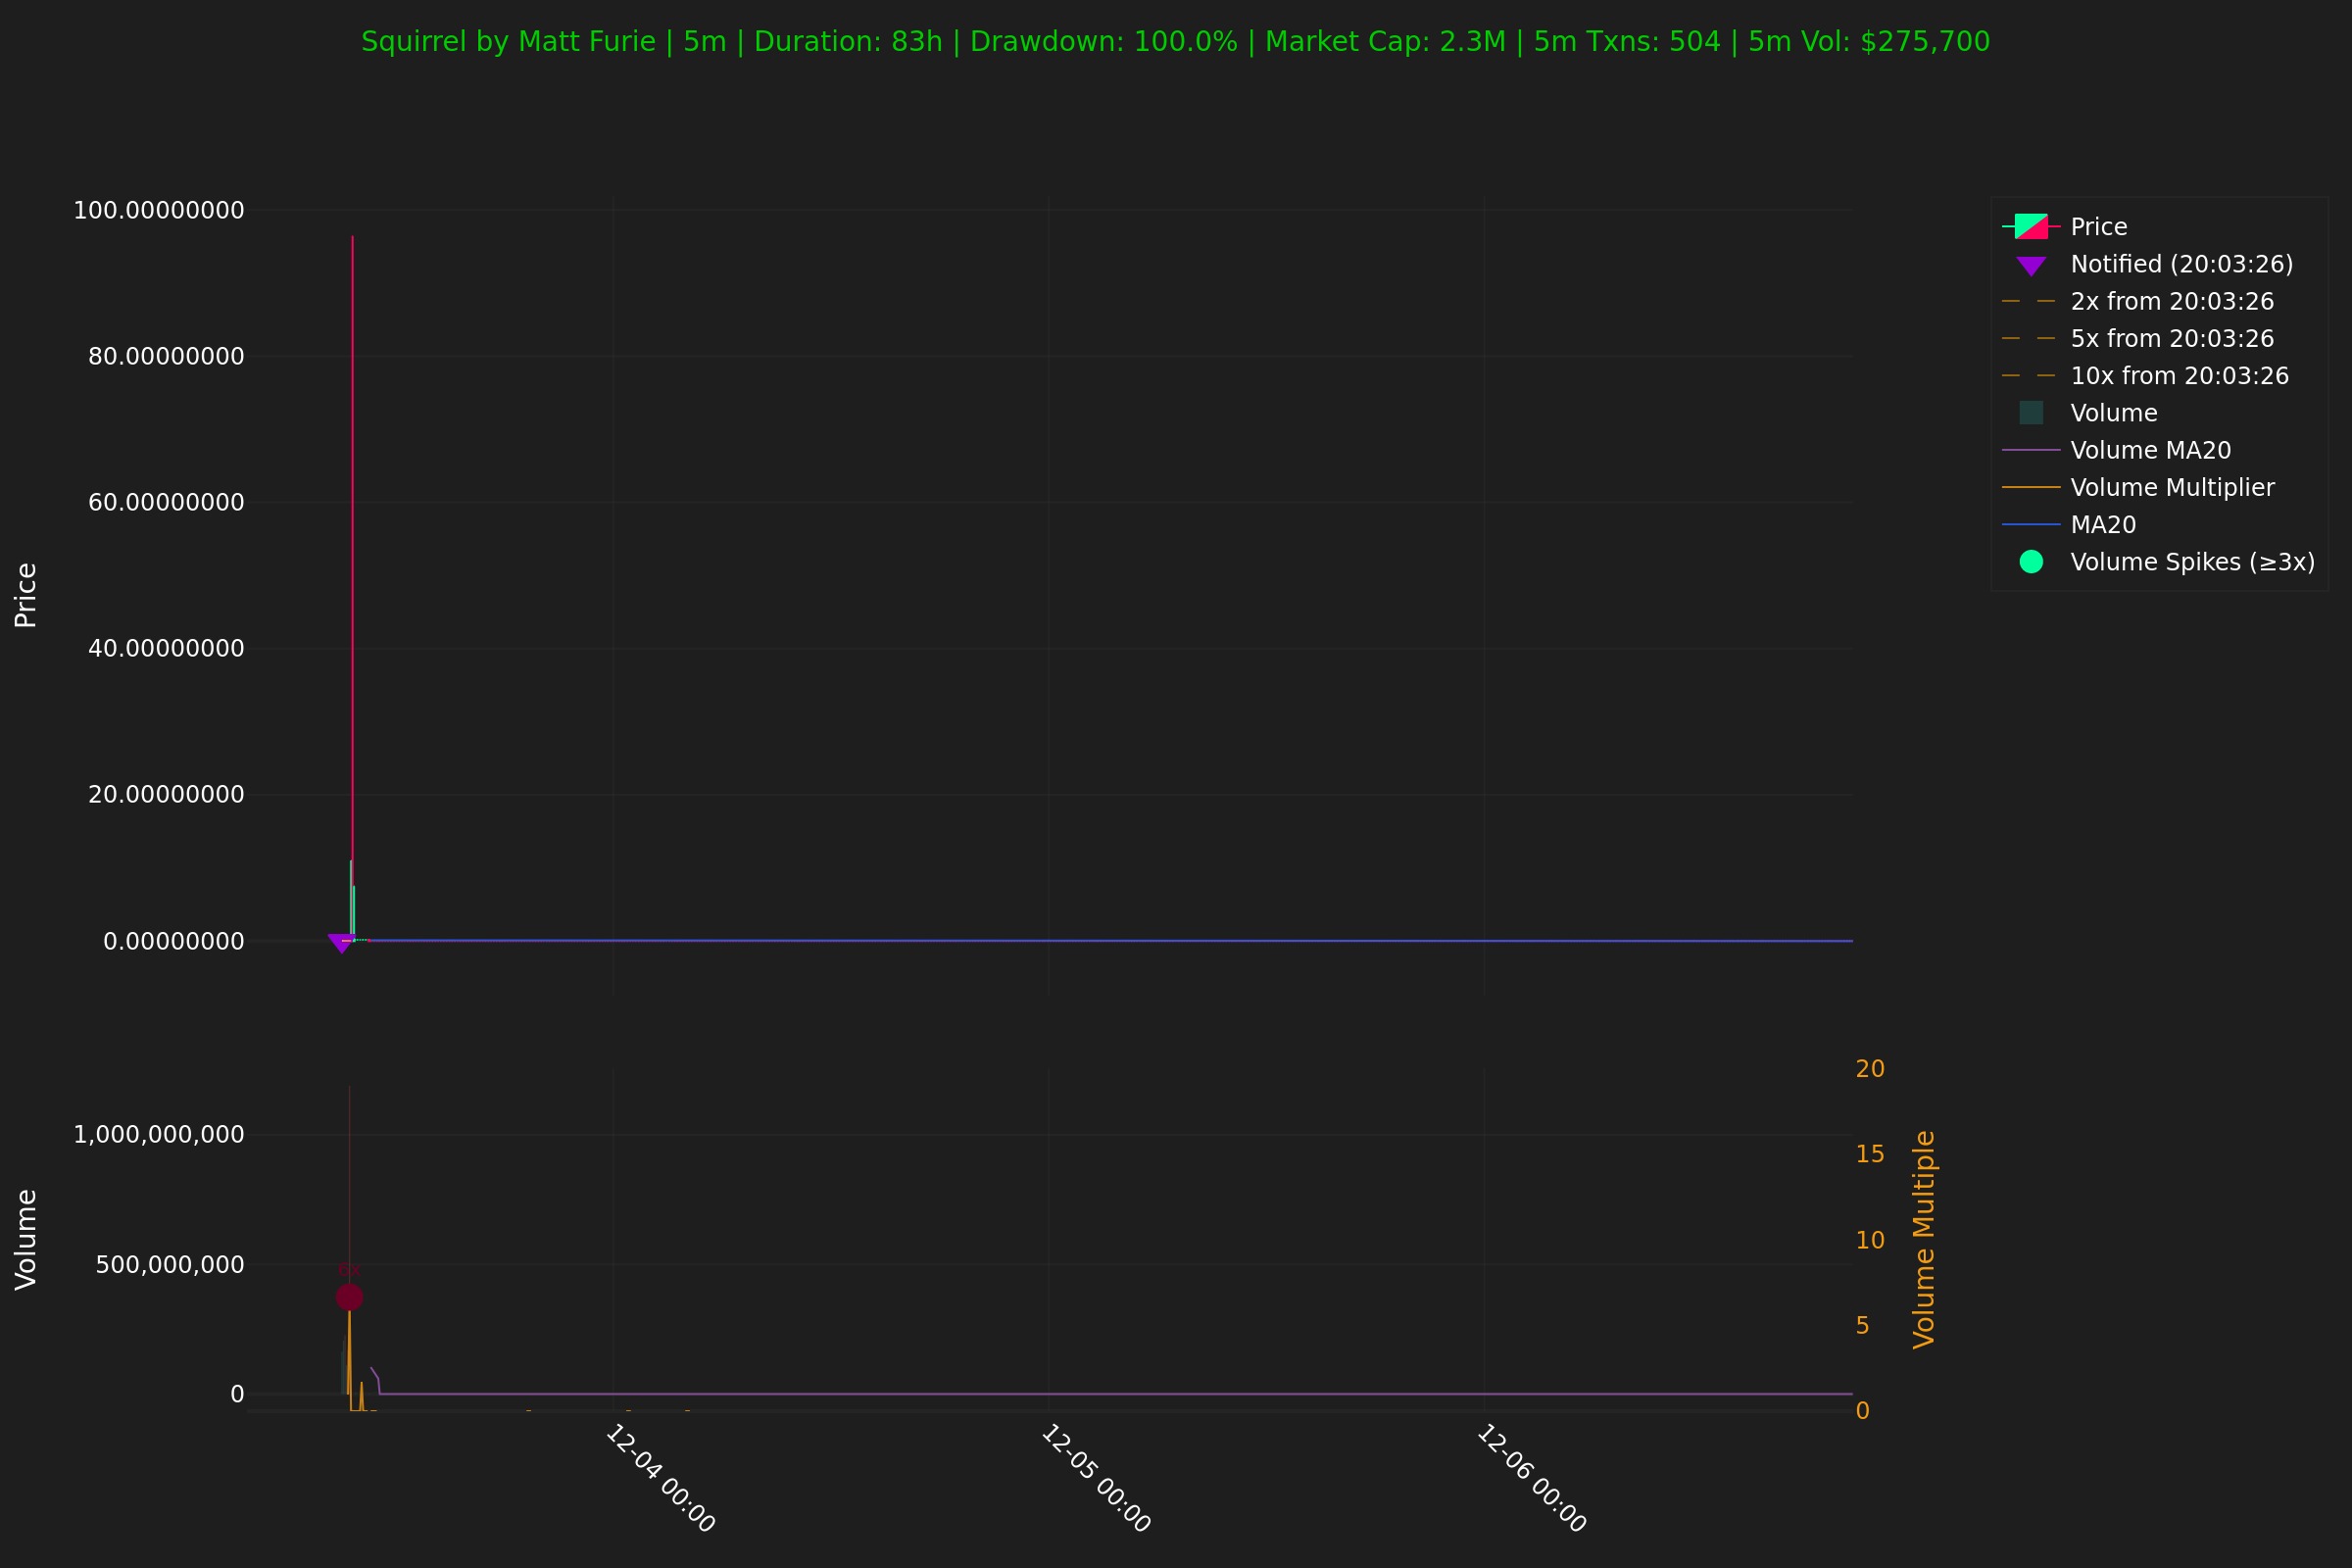 Squirrel by Matt Furie | 5m | Duration: 83h | Drawdown: 100.0% | Market Cap: 2.3M | 5m Txns: 504 | 5m Vol: $275,700
100.00000000
80.00000000
60.00000000
40.00000000
20.00000000
0.00000000
Price
Price
Notified (20:03:26)
2x from 20:03:26
5x from 20:03:26
10x from 20:03:26
Volume
Volume MA20
Volume Multiplier
MA20
Volume Spikes (≥3x)
1,000,000,000
500,000,000
0
Volume
20
15
10
5
0
Volume Multiple
12-04 00:00
12-05 00:00
12-06 00:00